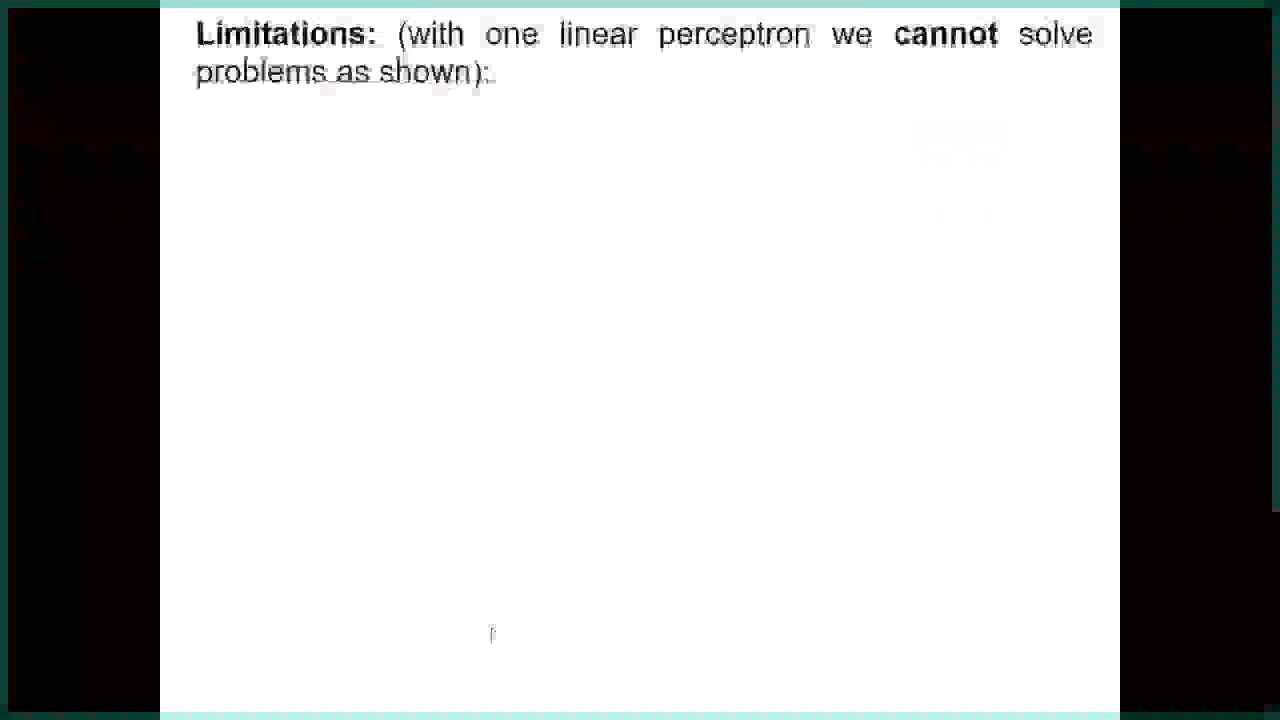 Limitations: (with one linear perceptron we cannot solve
problems as shown):